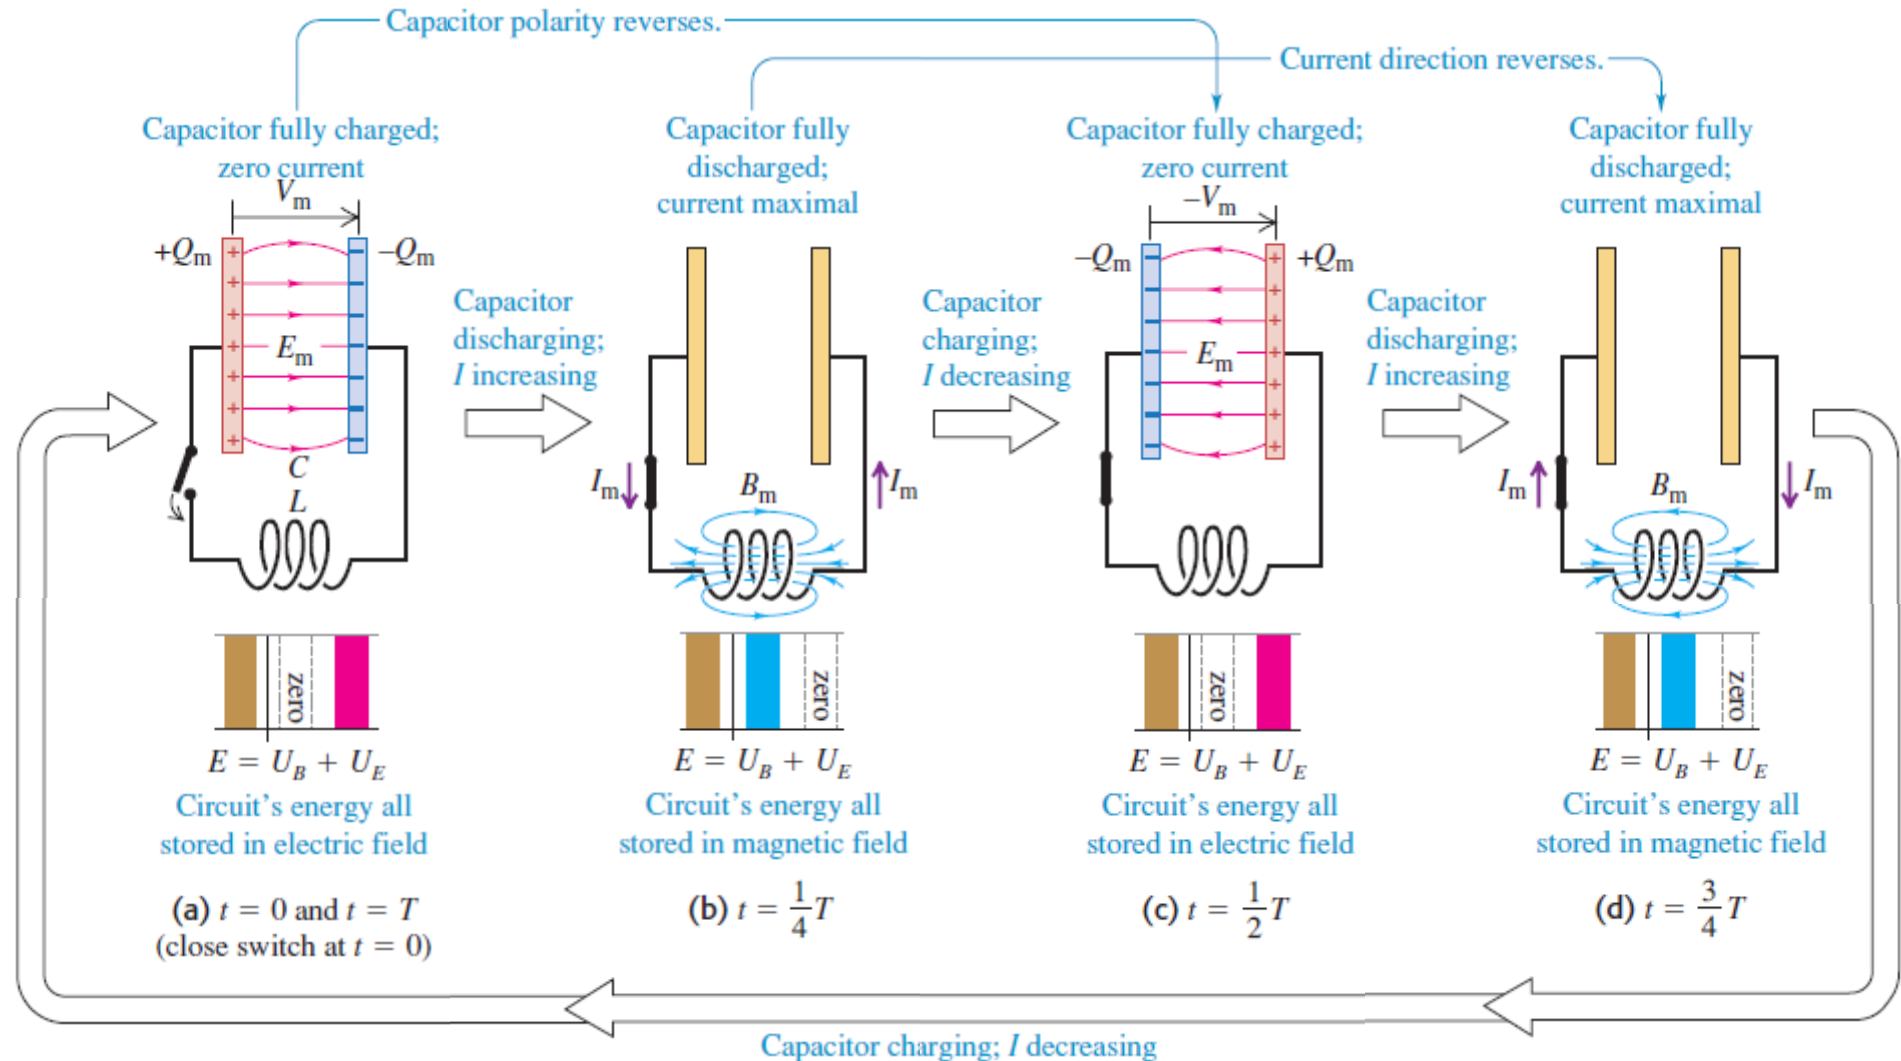 Capacitor polarity reverses.
Current direction reverses.
Capacitor fully charged;
zero current
Capacitor fully
discharged;
current maximal
Capacitor fully charged;
zero current
Capacitor fully
discharged;
current maximal
Vm
+Qm
−Qm
Em
C
L
Capacitor
discharging;
I increasing
Im
Bm
Im
Capacitor
charging;
I decreasing
−Vm
−Qm
+Qm
Em
Capacitor
discharging;
I increasing
Im
Bm
Im
zero
E = UB + UE
Circuit's energy all
stored in electric field
(a) t = 0 and t = T
(close switch at t = 0)
zero
E = UB + UE
Circuit's energy all
stored in magnetic field
(b) t = 1/4 T
zero
E = UB + UE
Circuit's energy all
stored in electric field
(c) t = 1/2 T
zero
E = UB + UE
Circuit's energy all
stored in magnetic field
(d) t = 3/4 T
Capacitor charging; I decreasing